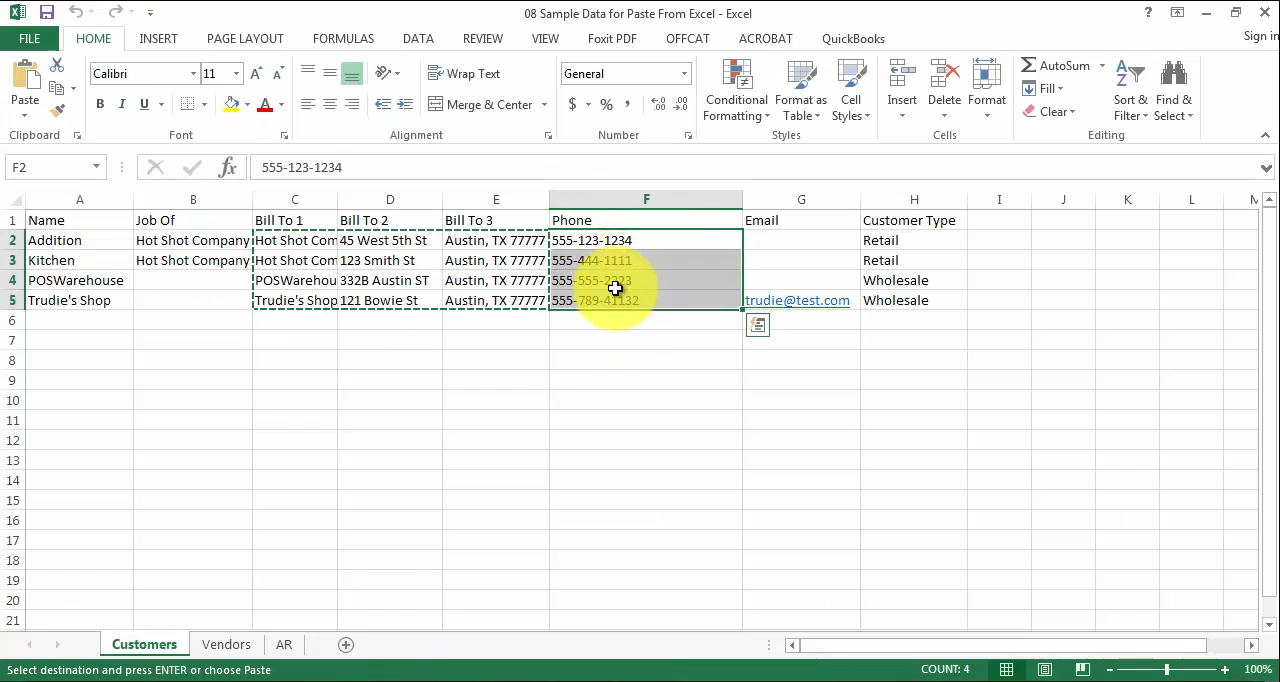 08 Sample Data for Paste From Excel - Excel
FILE HOME INSERT PAGE LAYOUT FORMULAS DATA REVIEW VIEW Foxit PDF OFFCAT ACROBAT QuickBooks Sign in
Paste
Calibri 11
Wrap Text
Merge & Center
General
$ % ,
Conditional Formatting
Format as Table
Cell Styles
Insert Delete Format
AutoSum
Fill
Clear
Sort & Filter
Find & Select
Clipboard Font Alignment Number Styles Cells Editing
F2 fx 555-123-1234
A B C D E F G H I J K L M
1 Name Job Of Bill To 1 Bill To 2 Bill To 3 Phone Email Customer Type
2 Addition Hot Shot Company Hot Shot Com 45 West 5th St Austin, TX 77777 555-123-1234 Retail
3 Kitchen Hot Shot Company Hot Shot Com 123 Smith St Austin, TX 77777 555-444-1111 Retail
4 POSWarehouse POSWarehou 332B Austin ST Austin, TX 77777 555-555-2223 Wholesale
5 Trudie's Shop Trudie's Shop 121 Bowie St Austin, TX 77777 555-789-41132 trudie@test.com Wholesale
6
7
8
9
10
11
12
13
14
15
16
17
18
19
20
21
Customers Vendors AR
Select destination and press ENTER or choose Paste COUNT: 4 100%